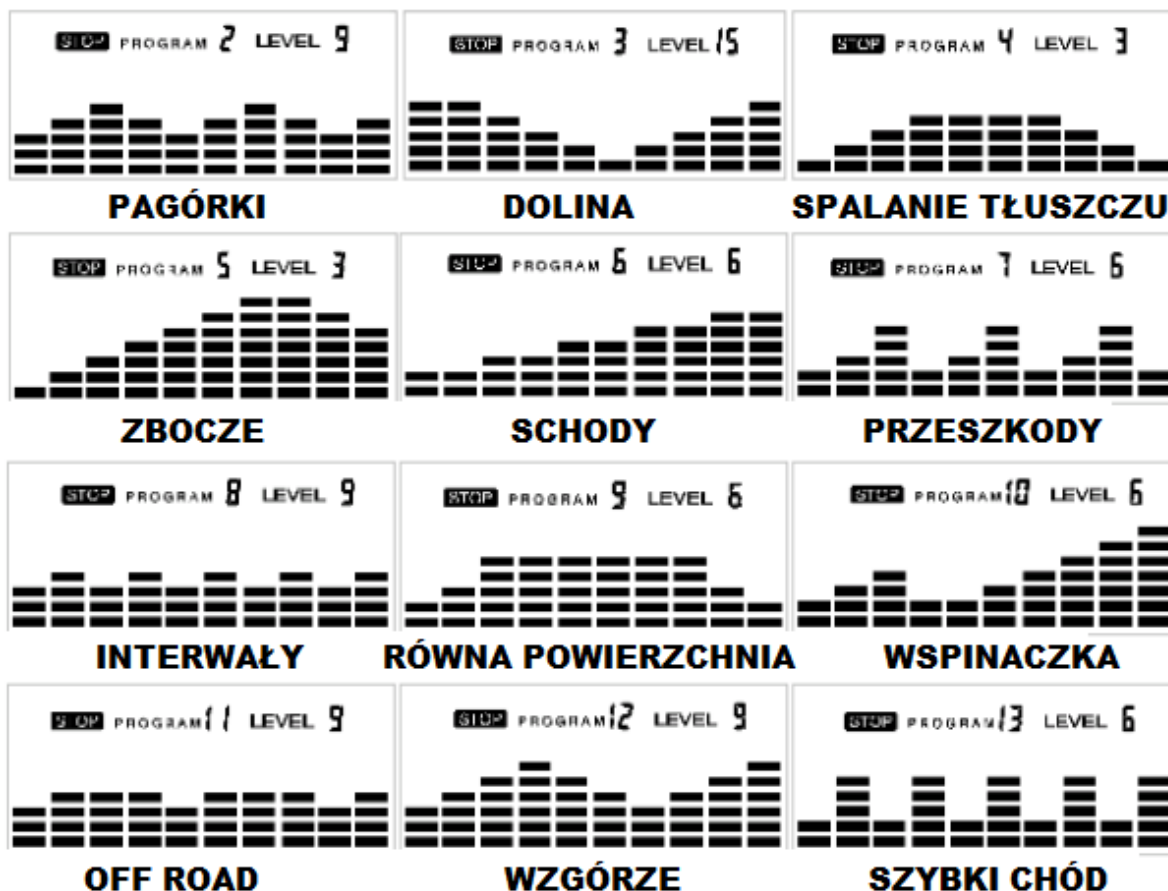 STOP PROGRAM 2 LEVEL 9
STOP PROGRAM 3 LEVEL 15
STOP PROGRAM 4 LEVEL 3
PAGÓRKI
DOLINA
SPALANIE TŁUSZCZU
STOP PROGRAM 5 LEVEL 3
STOP PROGRAM 6 LEVEL 6
STOP PROGRAM 7 LEVEL 6
ZBOCZE
SCHODY
PRZESZKODY
STOP PROGRAM 8 LEVEL 9
STOP PROGRAM 9 LEVEL 6
STOP PROGRAM 10 LEVEL 6
INTERWAŁY
RÓWNA POWIERZCHNIA
WSPINACZKA
STOP PROGRAM 11 LEVEL 9
STOP PROGRAM 12 LEVEL 9
STOP PROGRAM 13 LEVEL 6
OFF ROAD
WZGÓRZE
SZYBKI CHÓD